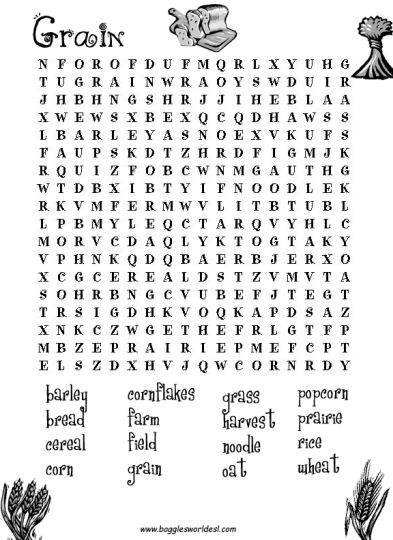 Grain
N F O R O F D U F M Q R L X Y U H G
T U G R A I N W R A O Y S W D U I R
J H B H N G S H R J J I H E B L A A
X W E W S X B E X Q C Q D H A W S S
L B A R L E Y A S N O E X V K U F S
F A U P S K D T Z H R D F I G M J K
R Q U I Z F O B C W N M G A U T H G
W T D B X I B T Y I F N O O D L E K
R K V M F E R M W V L I T B T U B L
L P B M Y L E Q C T A R Q V Y H L C
M O R V C D A Q L Y K T O G T A K Y
V P H N K Q D Q B A E R B J E R X O
X C G C E R E A L D S T Z V M V T A
S O H R B N G C V U B E F J T E G T
T R S I G D H K V O Q K A P D S A Z
X N K C Z W G E T H E F R L G T F P
M B Z E P R A I R I E P M E F C P T
E L S Z D X H V J Q W C O R N R D Y
barley cornflakes grass popcorn
bread farm harvest prairie
cereal field noodle rice
corn grain oat wheat
www.bogglesworldesl.com